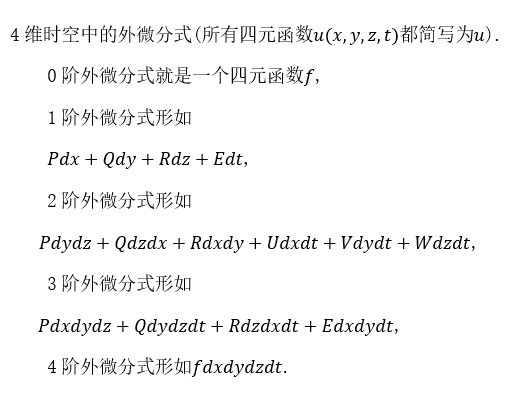 4 维时空中的外微分式(所有四元函数u(x, y, z, t)都简写为u).
0 阶外微分式就是一个四元函数f,
1 阶外微分式形如
Pdx + Qdy + Rdz + Edt,
2 阶外微分式形如
Pdydz + Qdzdx + Rdxdy + Udxdt + Vdydt + Wdzdt,
3 阶外微分式形如
Pdxdydz + Qdydzdt + Rdzdxdt + Edxdydt,
4 阶外微分式形如fdxdydzdt.